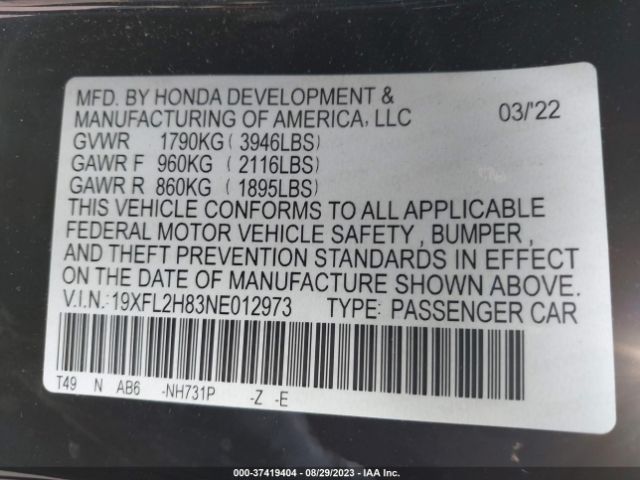 MFD. BY HONDA DEVELOPMENT &
MANUFACTURING OF AMERICA, LLC 03/'22
GVWR 1790KG ( 3946LBS)
GAWR F 960KG ( 2116LBS)
GAWR R 860KG ( 1895LBS)
THIS VEHICLE CONFORMS TO ALL APPLICABLE
FEDERAL MOTOR VEHICLE SAFETY , BUMPER ,
AND THEFT PREVENTION STANDARDS IN EFFECT
ON THE DATE OF MANUFACTURE SHOWN ABOVE.
V.I.N.:19XFL2H83NE012973 TYPE: PASSENGER CAR
T49 N AB6 -NH731P -Z -E
000-37419404 - 08/29/2023 - IAA Inc.